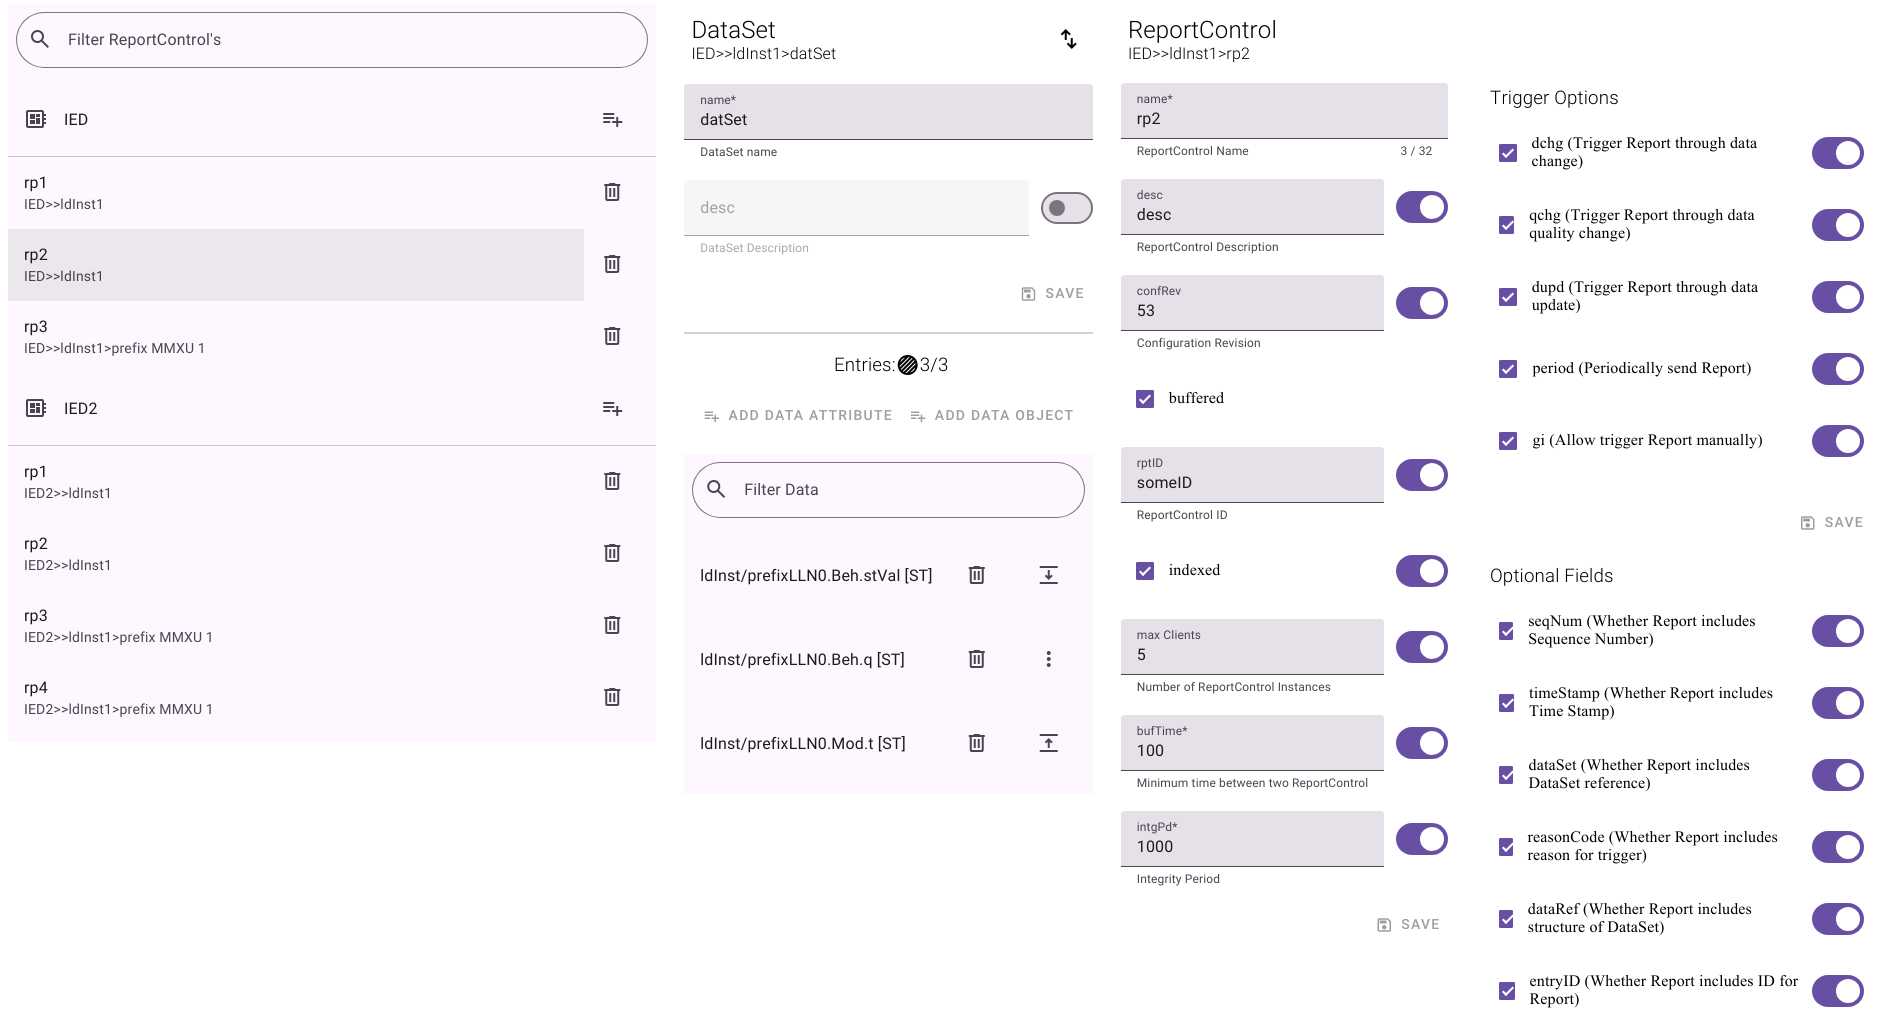 Filter ReportControl's
IED
rp1
IED>>ldInst1
rp2
IED>>ldInst1
rp3
IED>>ldInst1>prefix MMXU 1
IED2
rp1
IED2>>ldInst1
rp2
IED2>>ldInst1
rp3
IED2>>ldInst1>prefix MMXU 1
rp4
IED2>>ldInst1>prefix MMXU 1
DataSet
IED>>ldInst1>datSet
name*
datSet
DataSet name
desc
DataSet Description
SAVE
Entries: 3/3
ADD DATA ATTRIBUTE ADD DATA OBJECT
Filter Data
ldInst/prefixLLN0.Beh.stVal [ST]
ldInst/prefixLLN0.Beh.q [ST]
ldInst/prefixLLN0.Mod.t [ST]
ReportControl
IED>>ldInst1>rp2
name*
rp2
ReportControl Name 3 / 32
desc
desc
ReportControl Description
confRev
53
Configuration Revision
buffered
rptID
someID
ReportControl ID
indexed
max Clients
5
Number of ReportControl Instances
bufTime*
100
Minimum time between two ReportControl
intgPd*
1000
Integrity Period
SAVE
Trigger Options
dchg (Trigger Report through data
change)
qchg (Trigger Report through data
quality change)
dupd (Trigger Report through data
update)
period (Periodically send Report)
gi (Allow trigger Report manually)
SAVE
Optional Fields
seqNum (Whether Report includes
Sequence Number)
timeStamp (Whether Report includes
Time Stamp)
dataSet (Whether Report includes
DataSet reference)
reasonCode (Whether Report includes
reason for trigger)
dataRef (Whether Report includes
structure of DataSet)
entryID (Whether Report includes ID for
Report)